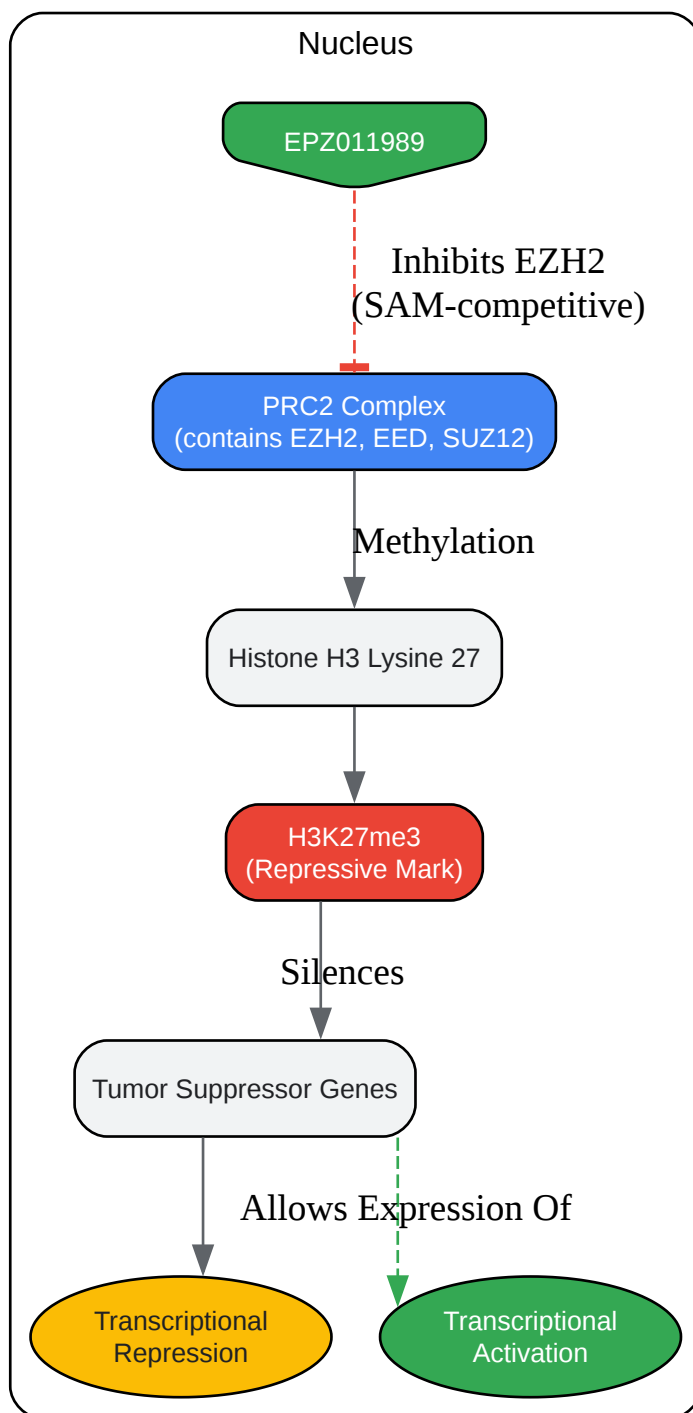 Nucleus
EPZ011989
Inhibits EZH2
(SAM-competitive)
PRC2 Complex
(contains EZH2, EED, SUZ12)
Methylation
Histone H3 Lysine 27
H3K27me3
(Repressive Mark)
Silences
Tumor Suppressor Genes
Allows Expression Of
Transcriptional
Repression
Transcriptional
Activation